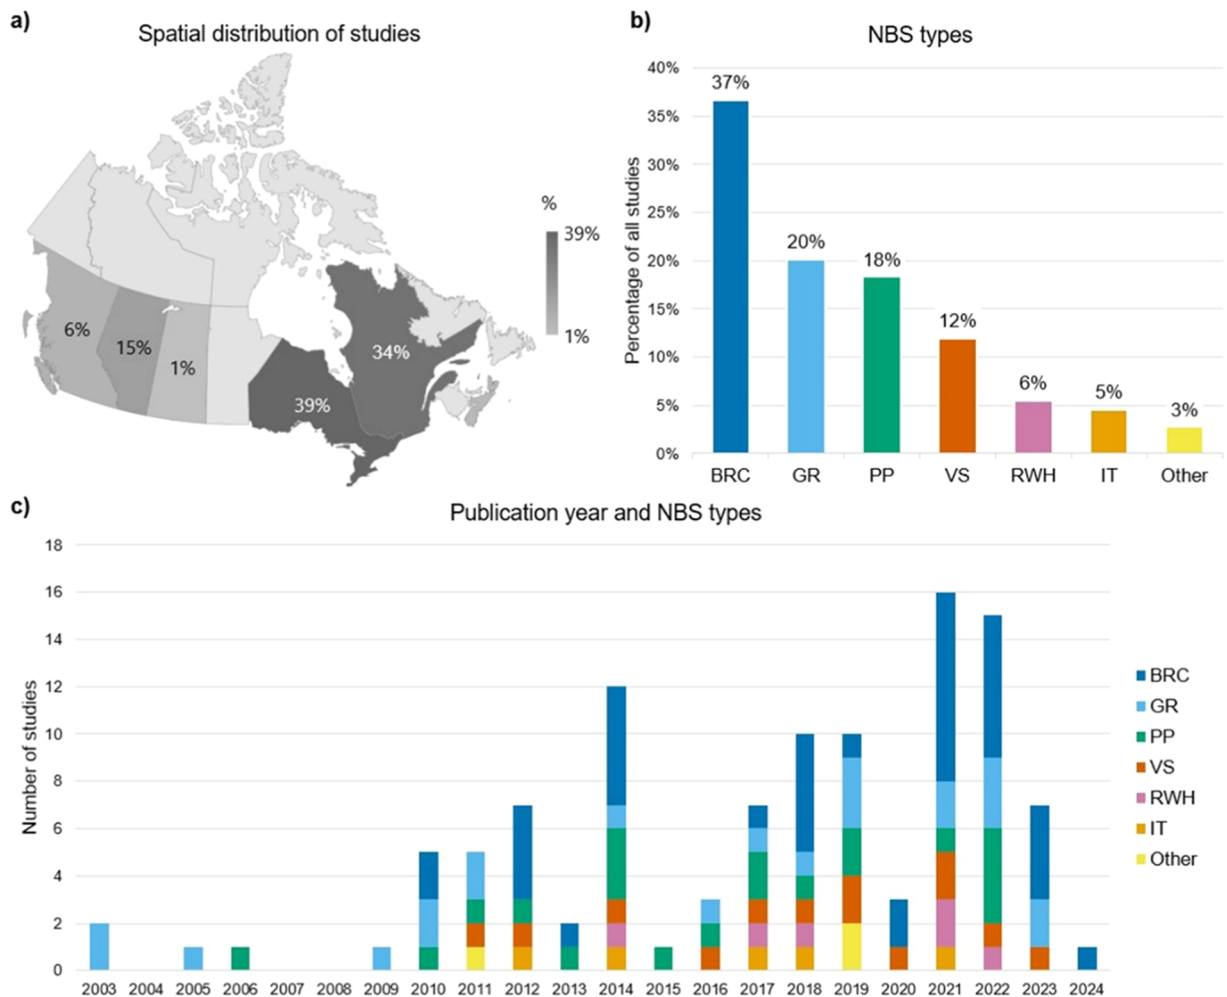 a)
Spatial distribution of studies
%
39%
1%
6%
15%
1%
34%
39%
b)
NBS types
Percentage of all studies
40%
35%
30%
25%
20%
15%
10%
5%
0%
37%
20%
18%
12%
6%
5%
3%
BRC GR PP VS RWH IT Other
c)
Publication year and NBS types
Number of studies
18
16
14
12
10
8
6
4
2
0
2003 2004 2005 2006 2007 2008 2009 2010 2011 2012 2013 2014 2015 2016 2017 2018 2019 2020 2021 2022 2023 2024
BRC
GR
PP
VS
RWH
IT
Other